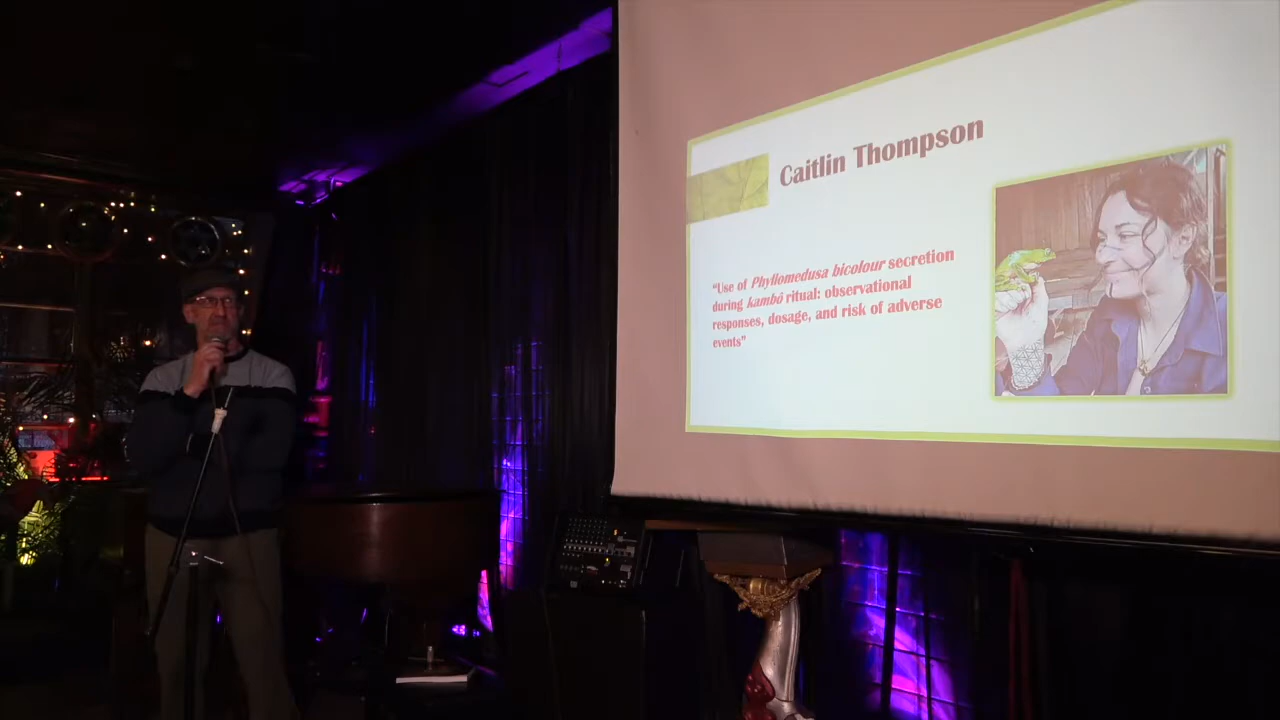 Caitlin Thompson
“Use of Phyllomedusa bicolour secretion
during kambô ritual: observational
responses, dosage, and risk of adverse
events”